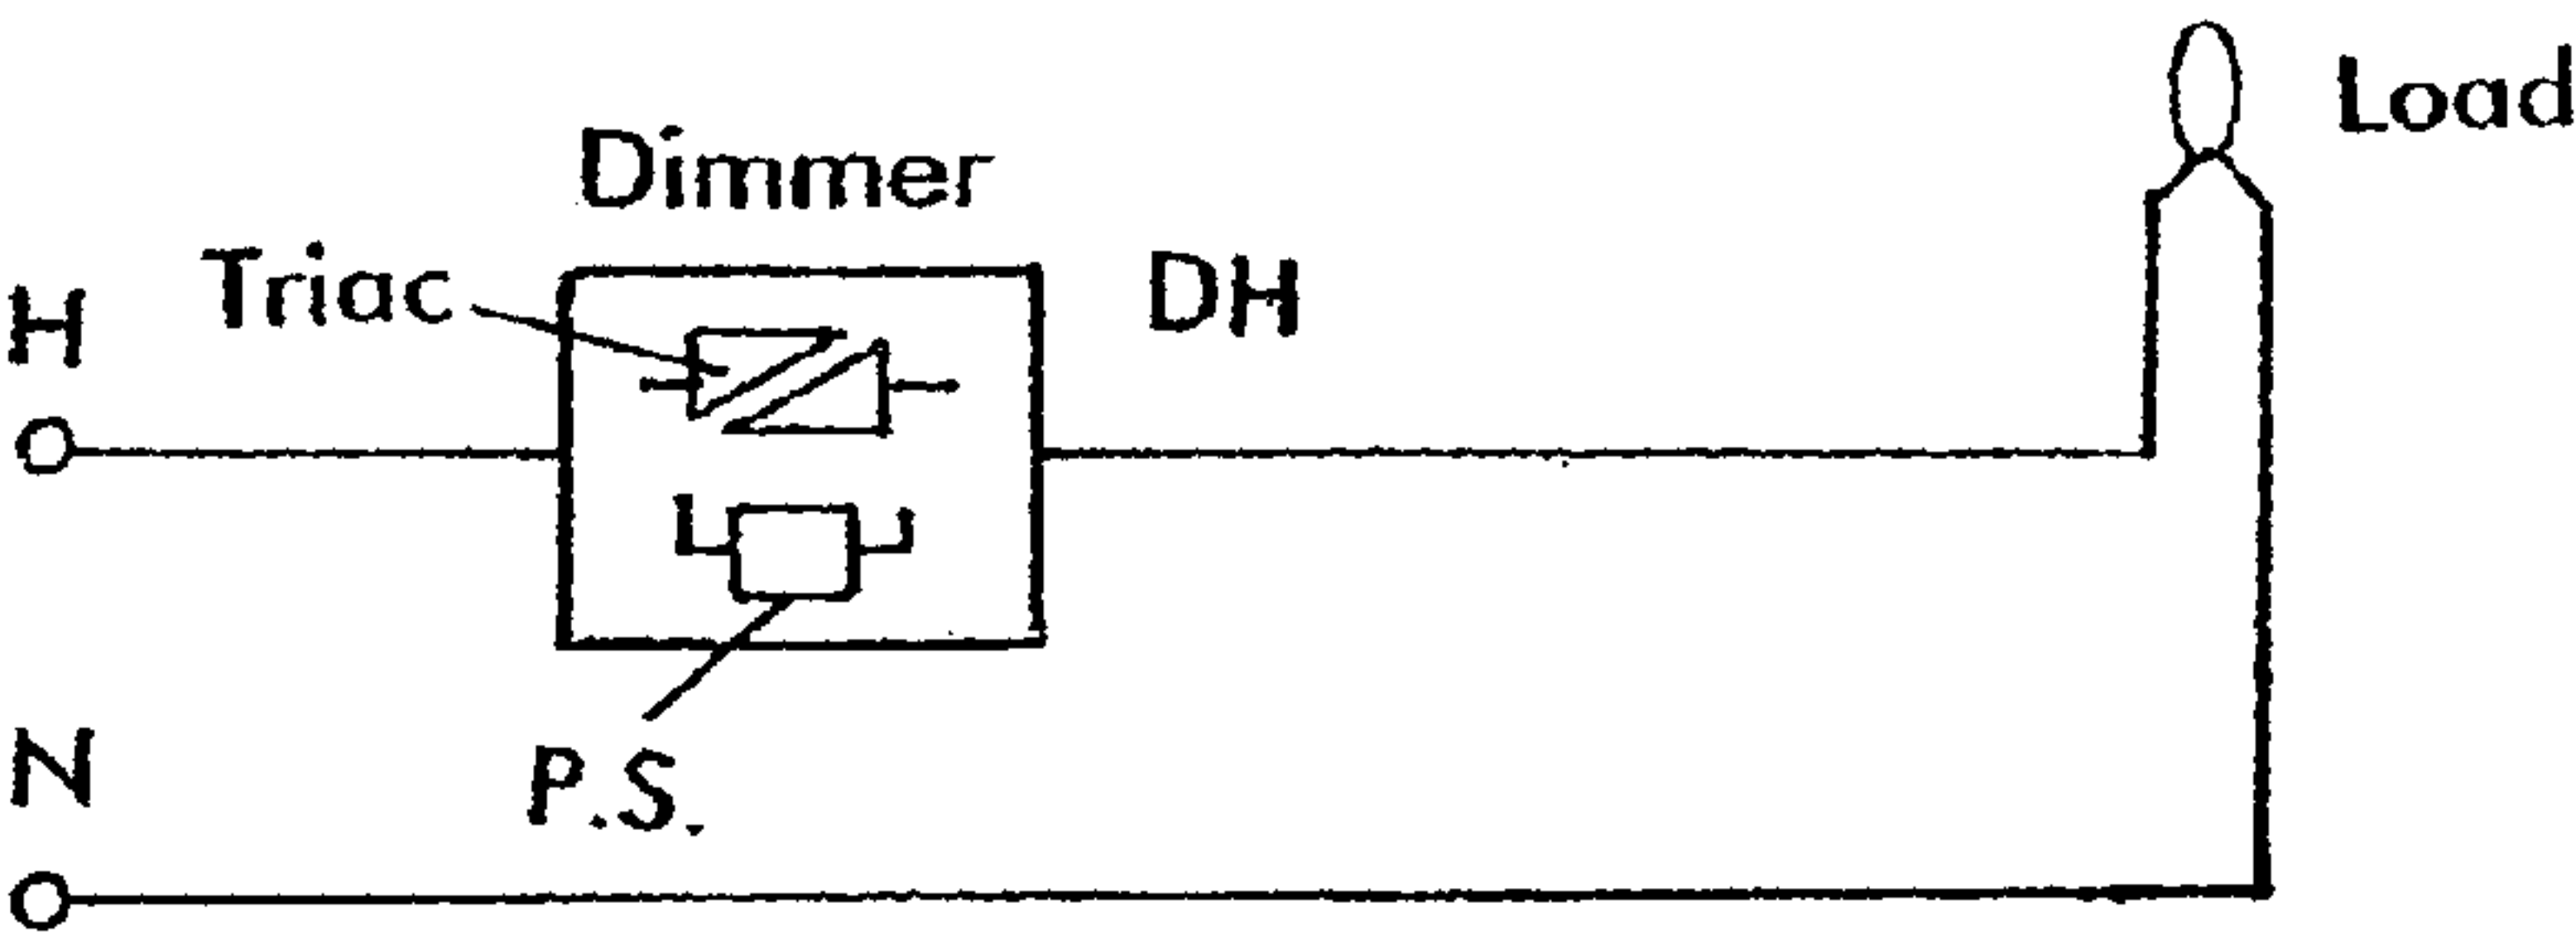 Load
Dimmer
Triac
DH
H
N
P.S.